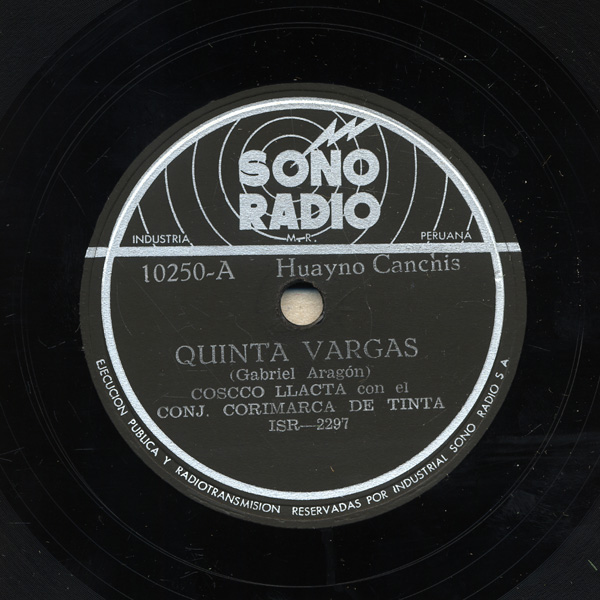 SONO
RADIO
INDUSTRIA M. R. PERUANA
10250-A Huayno Canchis
QUINTA VARGAS
(Gabriel Aragón)
COSCCO LLACTA con el
CONJ. CORIMARCA DE TINTA
ISR—2297
EJECUCION PUBLICA Y RADIOTRANSMISION RESERVADAS POR INDUSTRIAL SONO RADIO S A